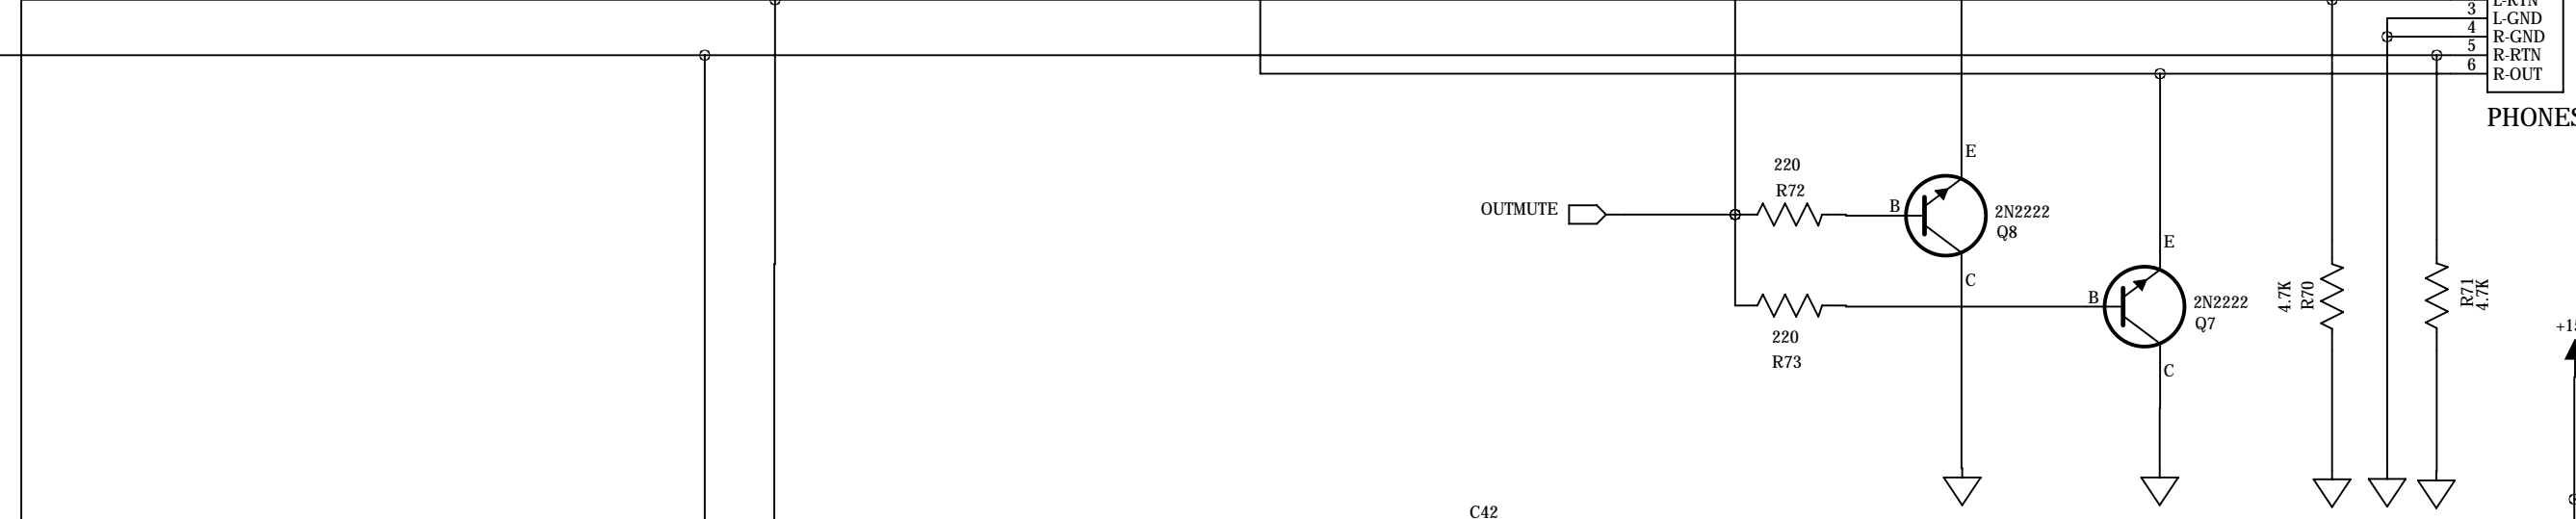 L-RTN
3
L-GND
4
R-GND
5
R-RTN
6
R-OUT
PHONES
E
220
R72
OUTMUTE
B
2N2222
Q8
E
C
4.7K
R70
R71
4.7K
B
2N2222
Q7
220
R73
C
C42